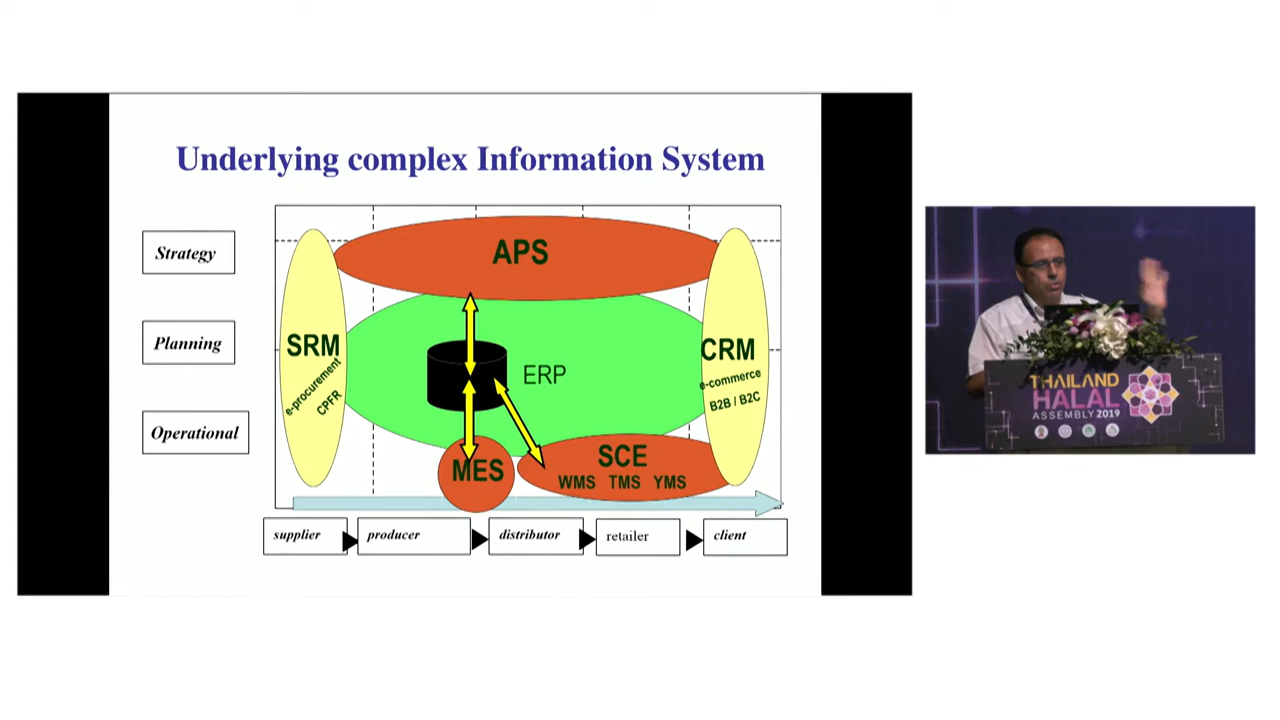 Underlying complex Information System
Strategy
Planning
Operational
APS
SRM
e-procurement
CPFR
ERP
CRM
e-commerce
B2B / B2C
MES
SCE
WMS TMS YMS
supplier
producer
distributor
retailer
client
THAILAND
HALAL
ASSEMBLY 2019